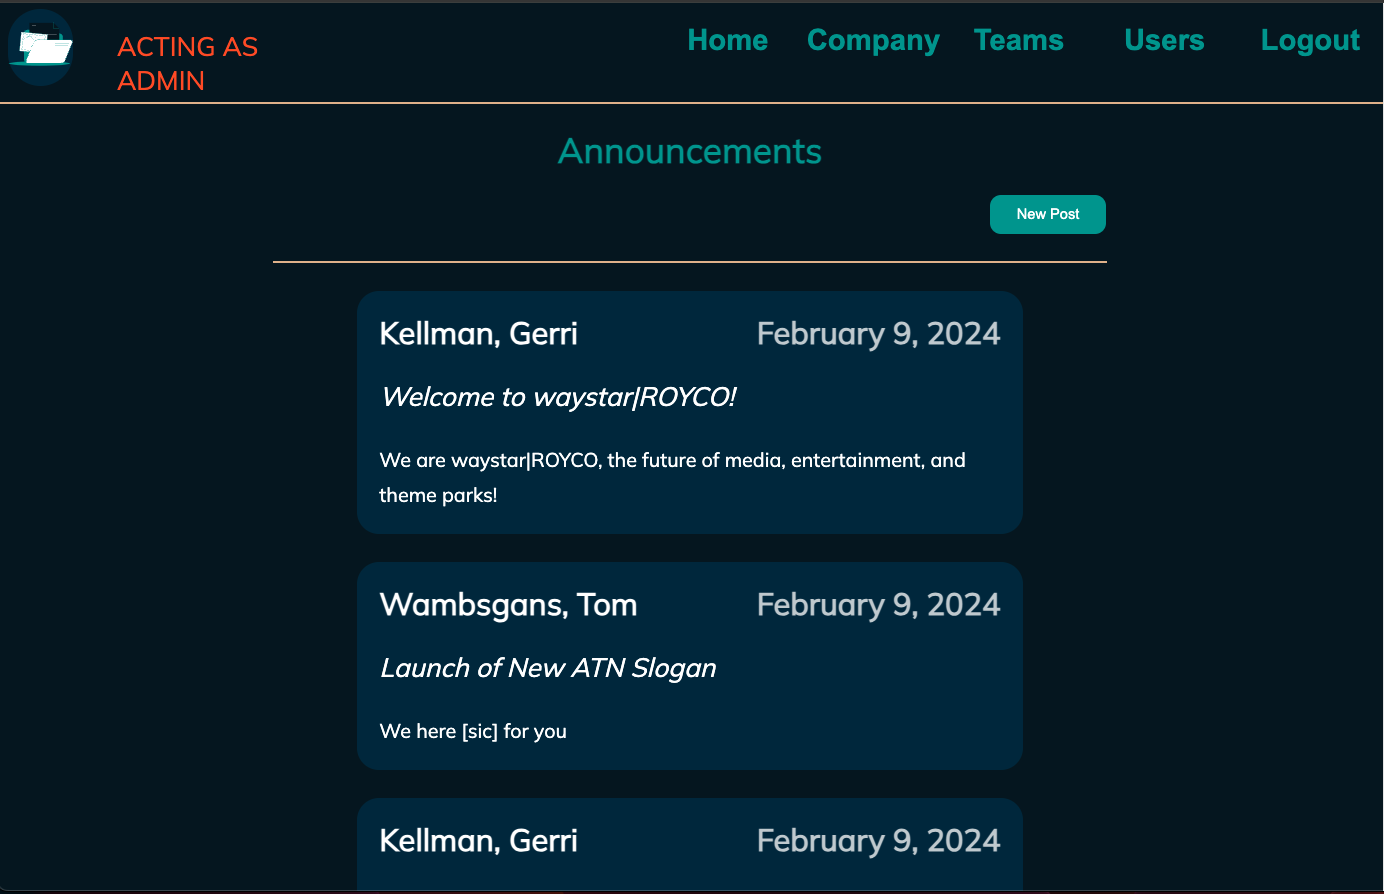 ACTING AS
ADMIN
Home Company Teams Users Logout
Announcements
New Post
Kellman, Gerri February 9, 2024
Welcome to waystar|ROYCO!
We are waystar|ROYCO, the future of media, entertainment, and
theme parks!
Wambsgans, Tom February 9, 2024
Launch of New ATN Slogan
We here [sic] for you
Kellman, Gerri February 9, 2024